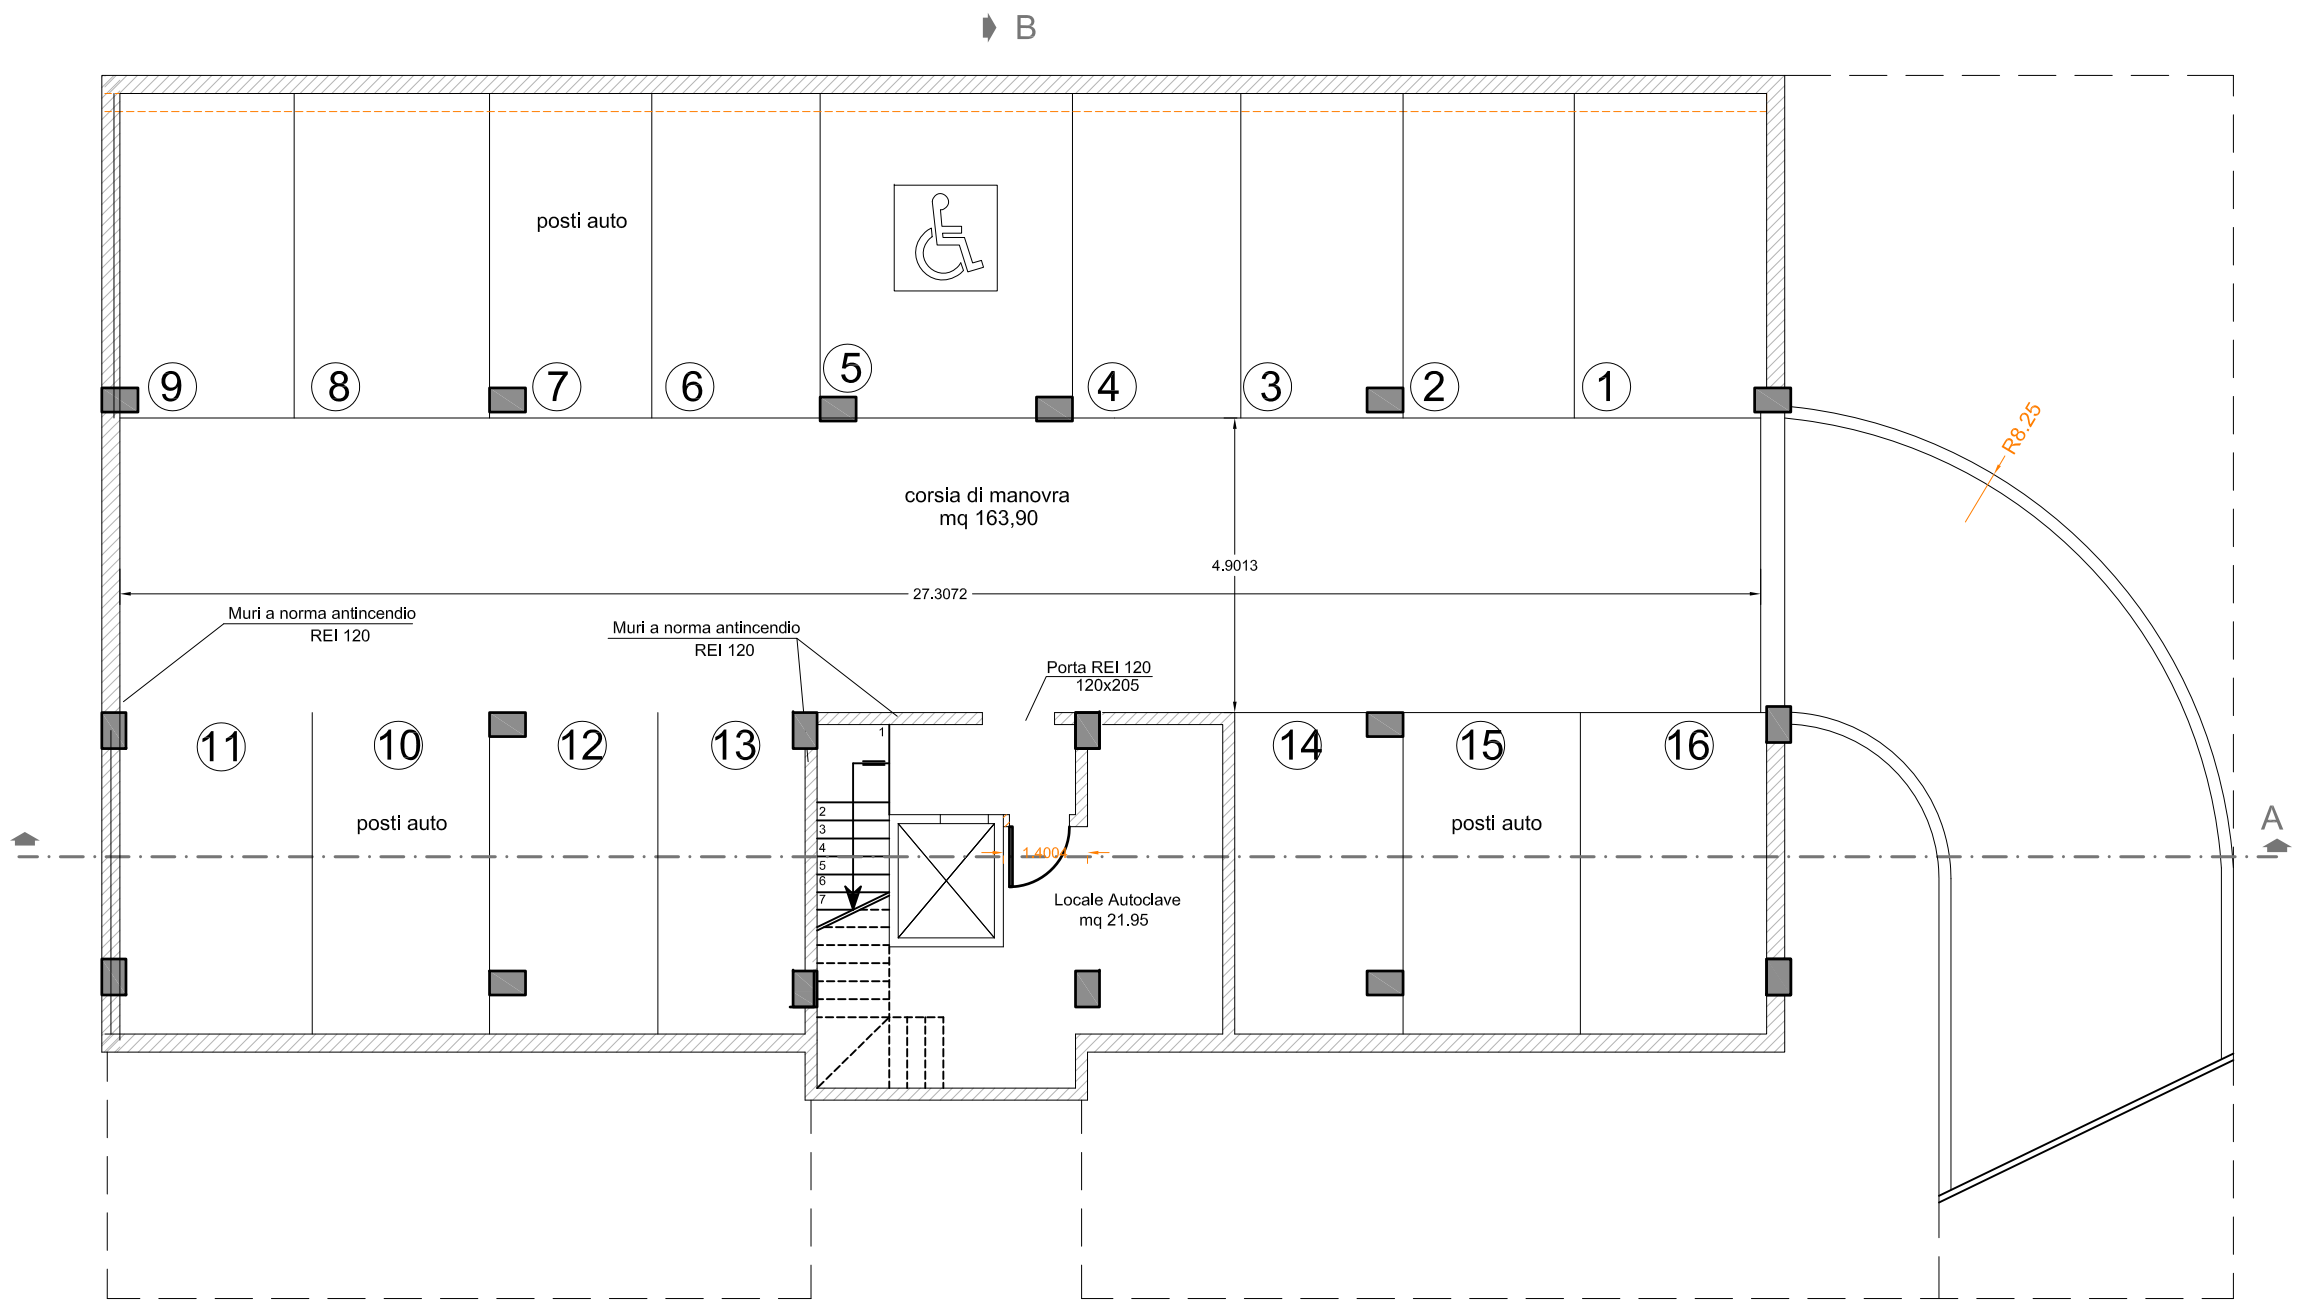 B
posti auto
9
8
7
6
5
4
3
2
1
R8.25
corsia di manovra
mq 163,90
4.9013
27.3072
Muri a norma antincendio
REI 120
Muri a norma antincendio
REI 120
Porta REI 120
120x205
11
10
12
13
14
15
16
posti auto
posti auto
1
2
3
4
5
6
7
1.4004
A
Locale Autoclave
mq 21.95